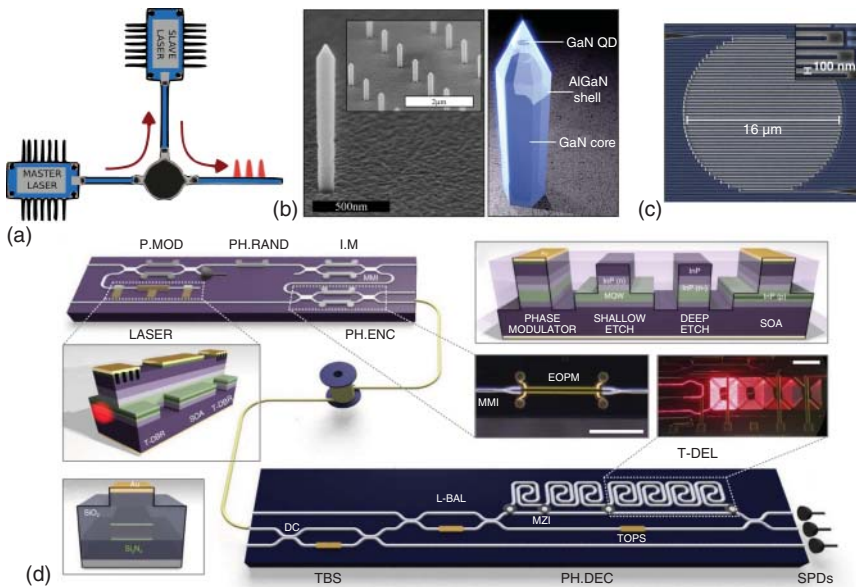 SLAVE
LASER
MASTER
LASER
(a)
2μm
500nm
(b)
GaN QD
AlGaN
shell
GaN core
100 nm
16 μm
(c)
P.MOD
PH.RAND
I.M
MMI
LASER
PH.ENC
InP
InP (n)
InP (n)
MQW
InP (p)
PHASE
MODULATOR
SHALLOW
ETCH
DEEP
ETCH
SOA
T-DBR
SOA
T-DBR
EOPM
MMI
T-DEL
Au
SiO₂
Si₃N₄
L-BAL
DC
MZI
TOPS
(d)
TBS
PH.DEC
SPDs